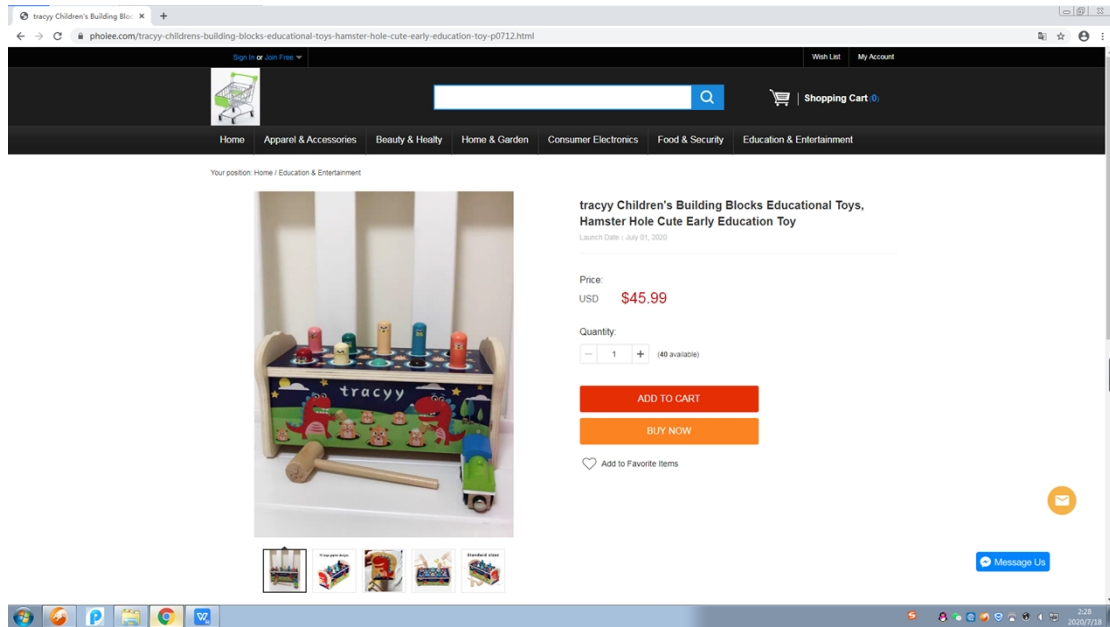 tracyy Children's Building Bloc
phoiee.com/tracyy-childrens-building-blocks-educational-toys-hamster-hole-cute-early-education-toy-p0712.html
Sign In or Join Free
Wish List
My Account
Shopping Cart (0)
Home
Apparel & Accessories
Beauty & Healty
Home & Garden
Consumer Electronics
Food & Security
Education & Entertainment
Your position: Home / Education & Entertainment
tracyy Children's Building Blocks Educational Toys,
Hamster Hole Cute Early Education Toy
Launch Date : July 01, 2020
Price:
USD $45.99
Quantity:
1
(40 available)
ADD TO CART
BUY NOW
Add to Favorite Items
tracyy
Standard sizes
Message Us
2:28
2020/7/18